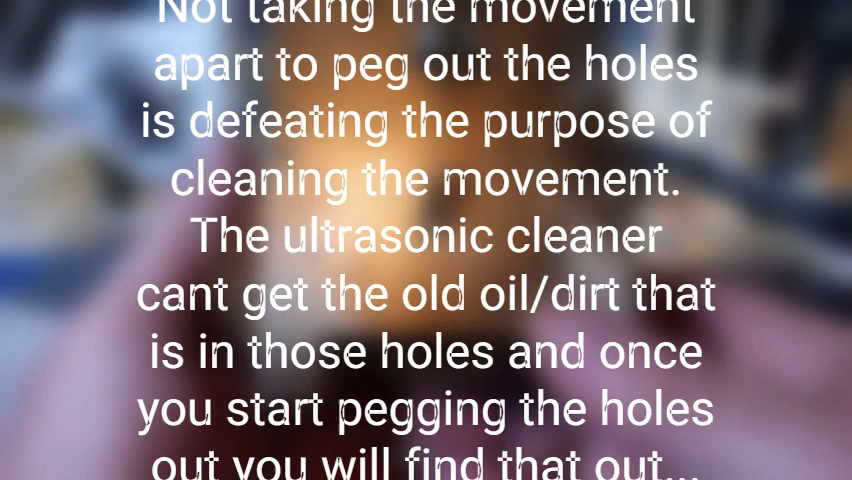 Not taking the movement
apart to peg out the holes
is defeating the purpose of
cleaning the movement.
The ultrasonic cleaner
cant get the old oil/dirt that
is in those holes and once
you start pegging the holes
out you will find that out...